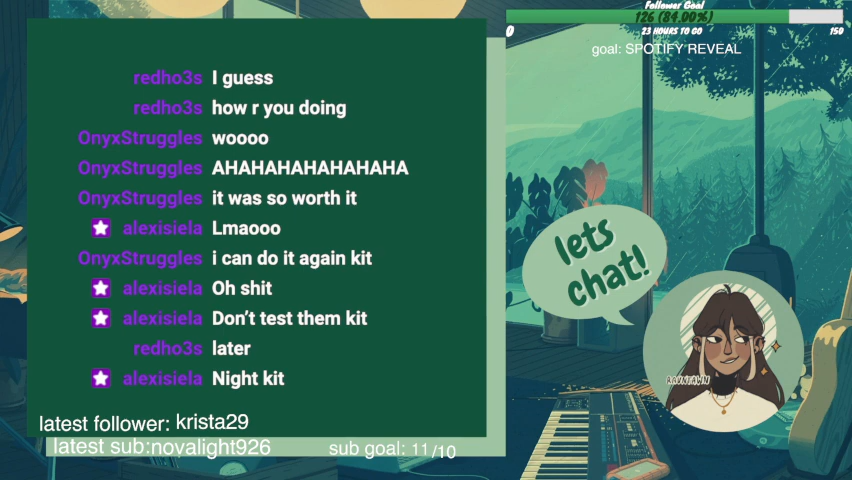 Follower Goal
126 (84.00%)
0 23 HOURS TO GO 150
goal: SPOTIFY REVEAL
redho3s I guess
redho3s how r you doing
OnyxStruggles woooo
OnyxStruggles AHAHAHAHAHAHAHA
OnyxStruggles it was so worth it
alexisiela Lmaooo
OnyxStruggles i can do it again kit
alexisiela Oh shit
alexisiela Don't test them kit
redho3s later
alexisiela Night kit
lets
chat!
latest follower: krista29
latest sub:novalight926
sub goal: 11/10